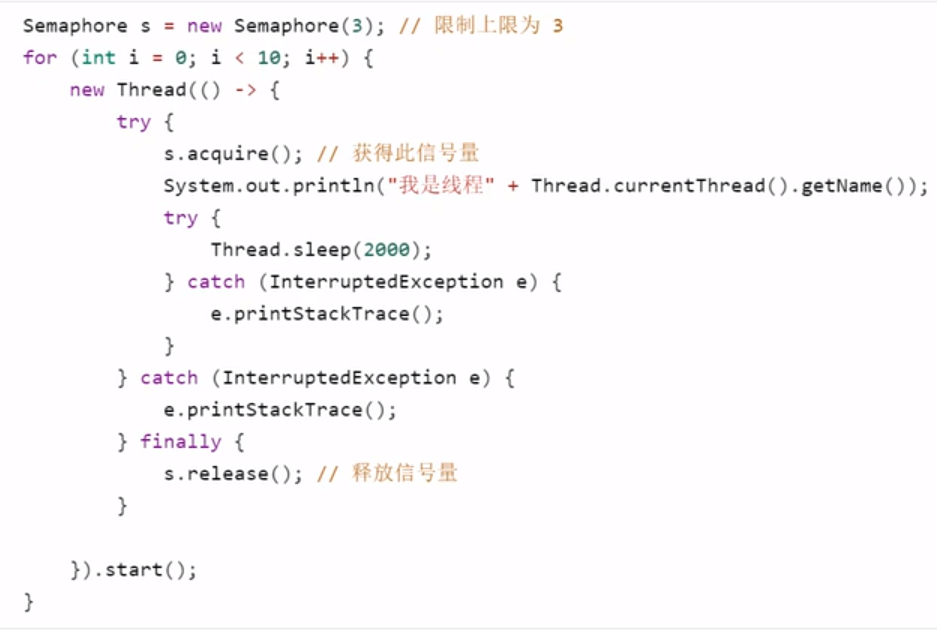 Semaphore s = new Semaphore(3); // 限制上限为 3
for (int i = 0; i < 10; i++) {
    new Thread(() -> {
        try {
            s.acquire(); // 获得此信号量
            System.out.println("我是线程" + Thread.currentThread().getName());
            try {
                Thread.sleep(2000);
            } catch (InterruptedException e) {
                e.printStackTrace();
            }
        } catch (InterruptedException e) {
            e.printStackTrace();
        } finally {
            s.release(); // 释放信号量
        }

    }).start();
}